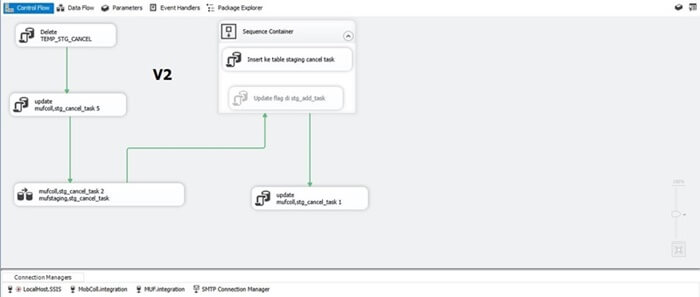 Control Flow Data Flow Parameters Event Handlers Package Explorer
Delete
TEMP_STG_CANCEL
V2
update
mufcoll,stg_cancel_task 5
mufcoll,stg_cancel_task 2
mufstaging,stg_cancel_task
Sequence Container
Insert ke table staging cancel task
Update flag di stg_add_task
update
mufcoll,stg_cancel_task 1
100%
Connection Managers
LocalHost.SSIS MobColl.integration MUF.integration SMTP Connection Manager